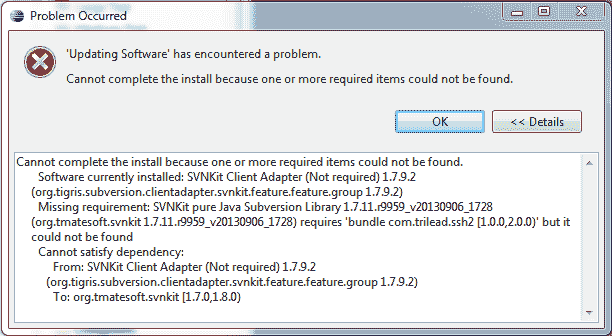 Problem Occurred
'Updating Software' has encountered a problem.
Cannot complete the install because one or more required items could not be found.
OK
<< Details
Cannot complete the install because one or more required items could not be found.
Software currently installed: SVNKit Client Adapter (Not required) 1.7.9.2
(org.tigris.subversion.clientadapter.svnkit.feature.feature.group 1.7.9.2)
Missing requirement: SVNKit pure Java Subversion Library 1.7.11.r9959_v20130906_1728
(org.tmatesoft.svnkit 1.7.11.r9959_v20130906_1728) requires 'bundle com.trilead.ssh2 [1.0.0,2.0.0)' but it
could not be found
Cannot satisfy dependency:
From: SVNKit Client Adapter (Not required) 1.7.9.2
(org.tigris.subversion.clientadapter.svnkit.feature.feature.group 1.7.9.2)
To: org.tmatesoft.svnkit [1.7.0,1.8.0)